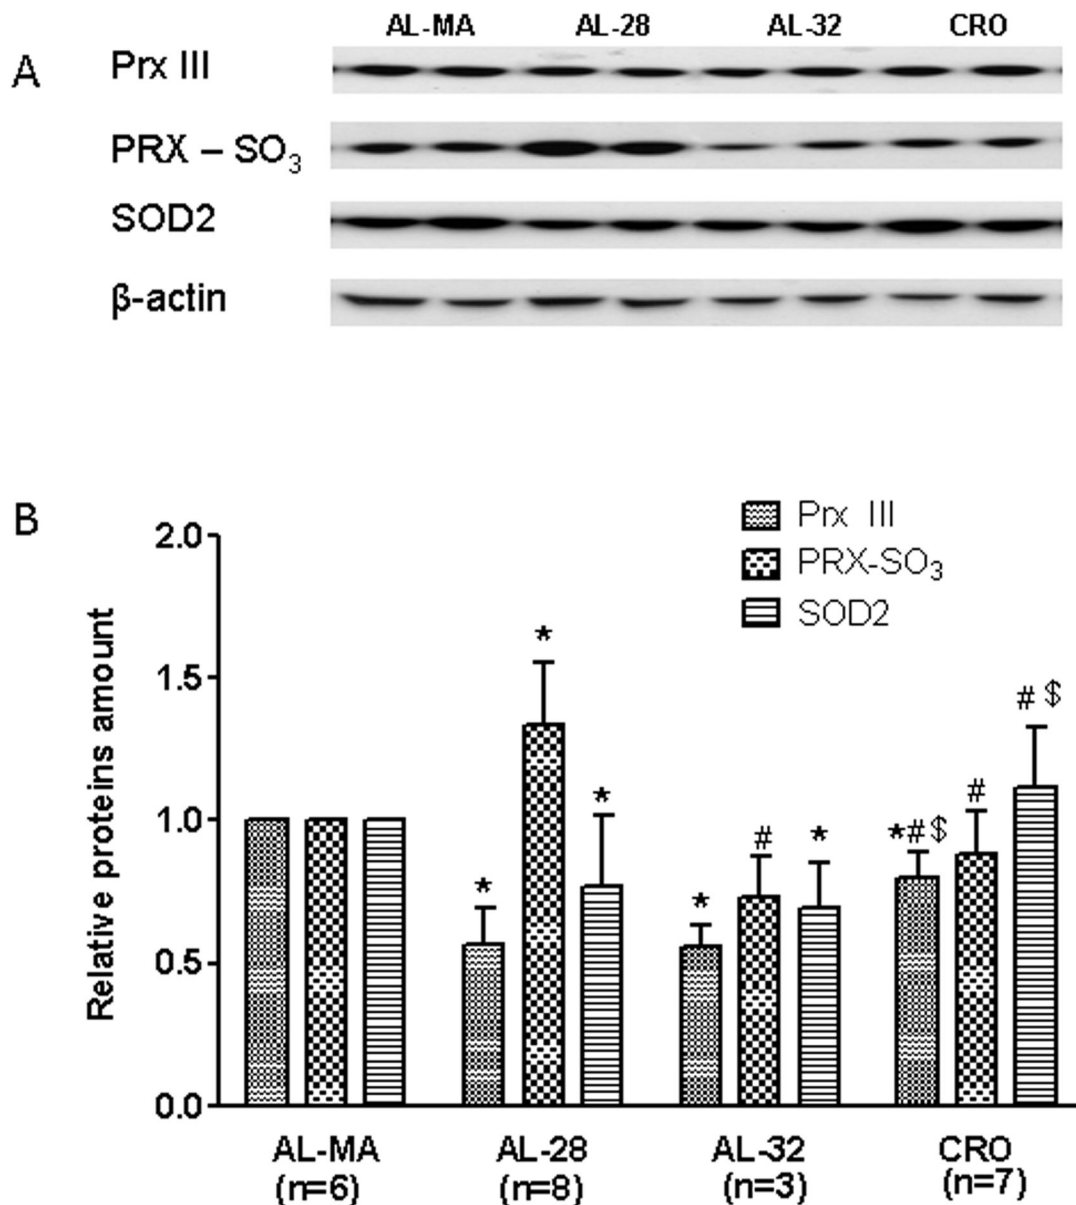 AL-MA AL-28 AL-32 CRO
A
Prx III
PRX – SO₃
SOD2
β-actin
B
Prx III
PRX-SO₃
SOD2
Relative proteins amount
2.0
1.5
1.0
0.5
0.0
* * *
* # *
*#$ # #$
AL-MA AL-28 AL-32 CRO
(n=6) (n=8) (n=3) (n=7)